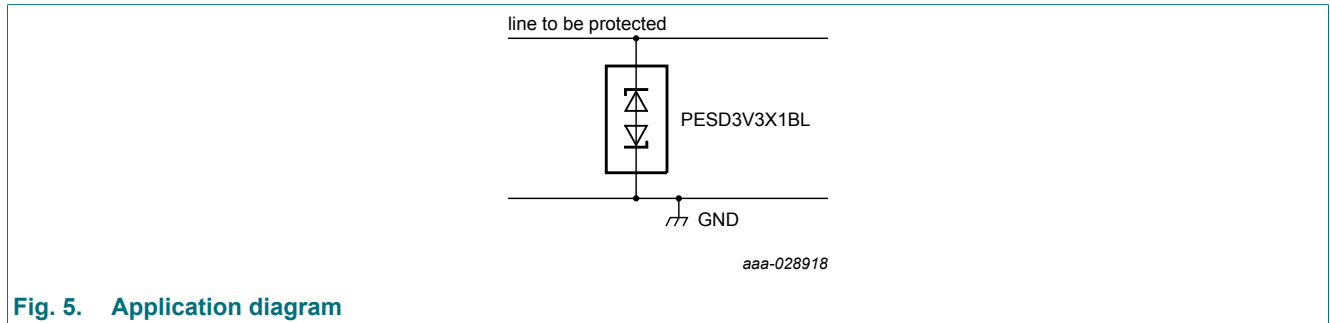 line to be protected
PESD3V3X1BL
GND
aaa-028918
Fig. 5. Application diagram